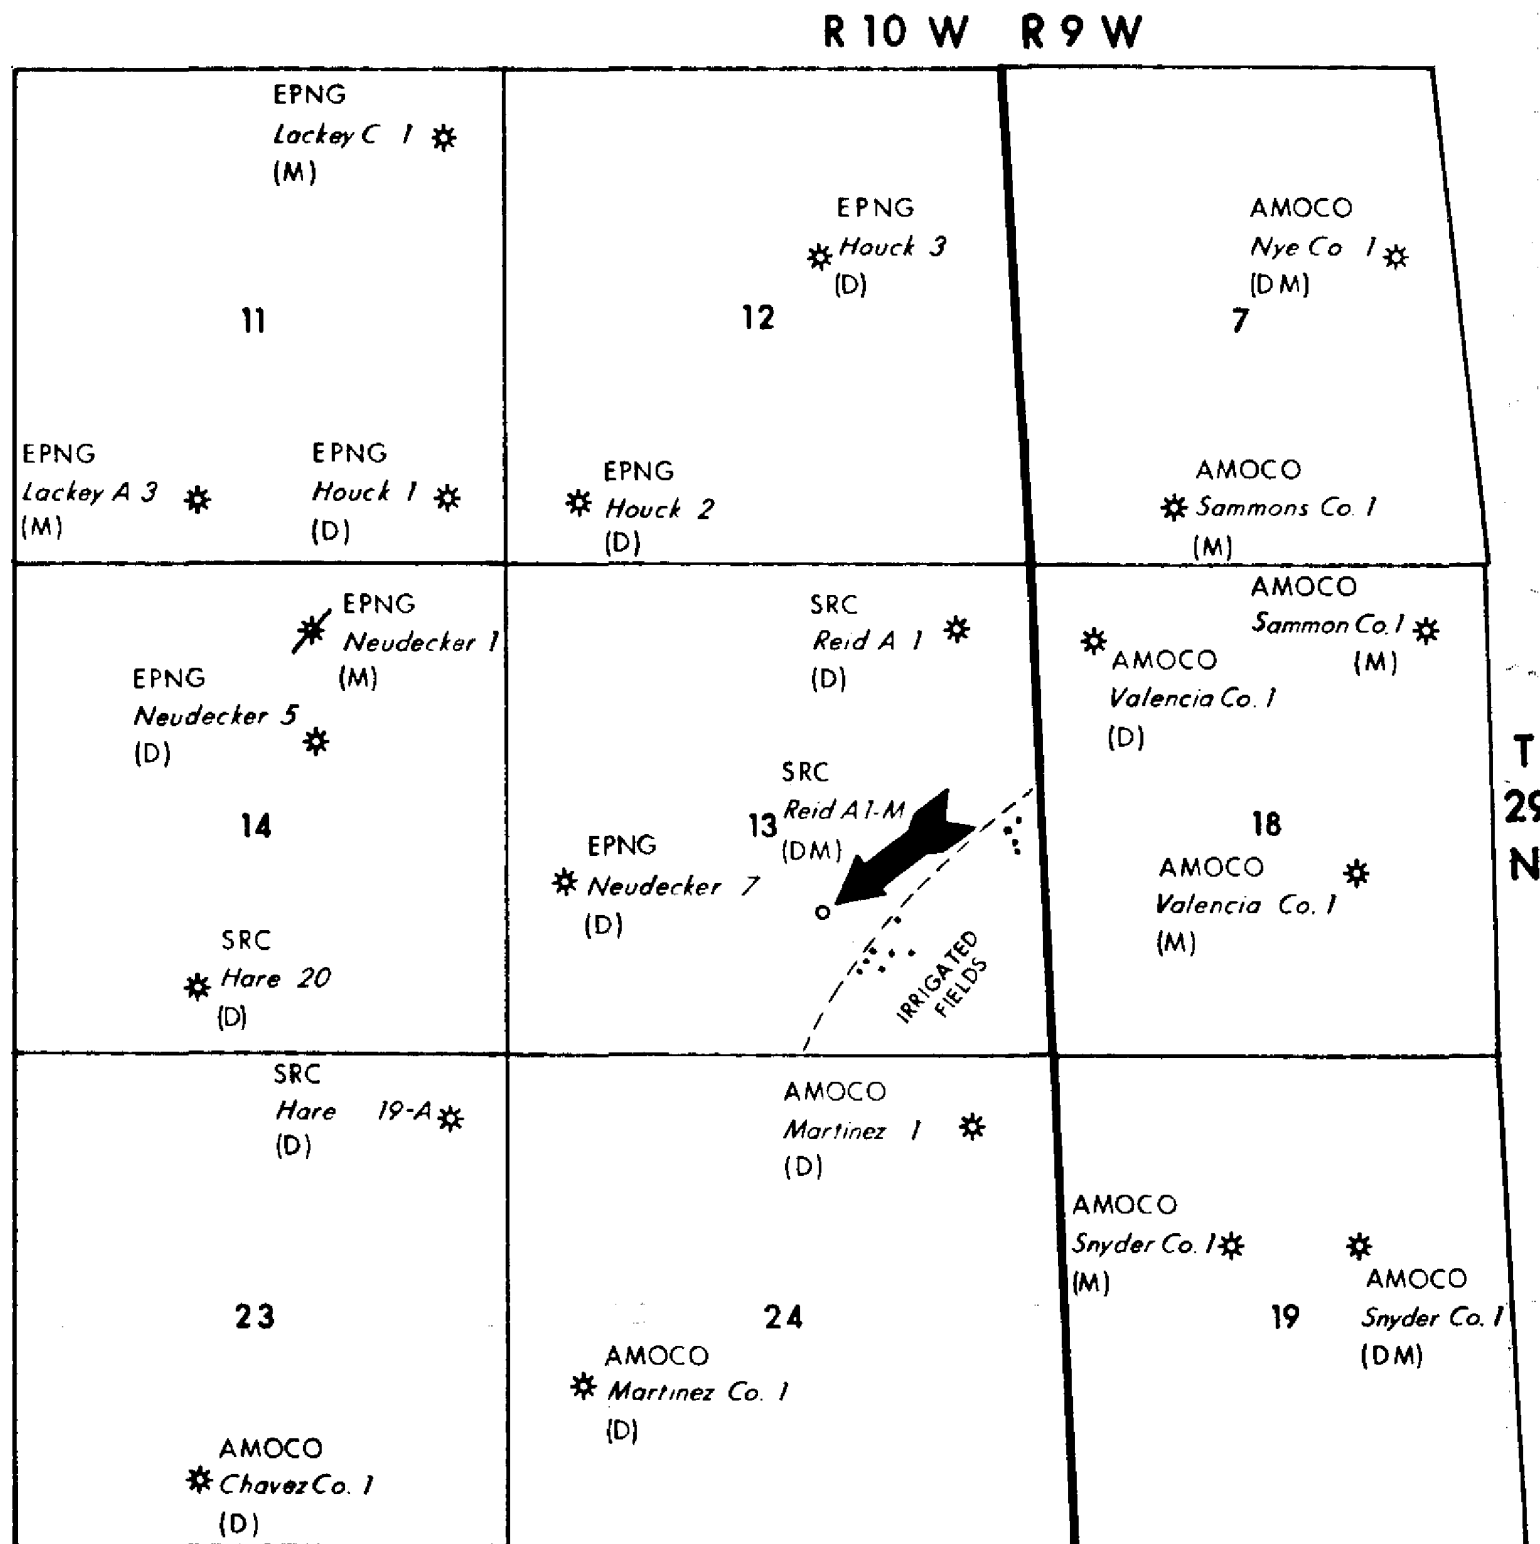 R 10 W R 9 W
EPNG
Lackey C 1
(M)
EPNG
Houck 3
(D)
AMOCO
Nye Co 1
(DM)
11
12
7
EPNG
Lackey A 3
(M)
EPNG
Houck 1
(D)
EPNG
Houck 2
(D)
AMOCO
Sammons Co. 1
(M)
EPNG
Neudecker 1
(M)
EPNG
Neudecker 5
(D)
14
SRC
Hare 20
(D)
SRC
Reid A 1
(D)
SRC
Reid A1-M
(DM)
13
EPNG
Neudecker 7
(D)
IRRIGATED
FIELDS
AMOCO
Sammon Co. 1
(M)
AMOCO
Valencia Co. 1
(D)
18
AMOCO
Valencia Co. 1
(M)
T
29
N
SRC
Hare 19-A
(D)
23
AMOCO
Chavez Co. 1
(D)
AMOCO
Martinez 1
(D)
24
AMOCO
Martinez Co. 1
(D)
AMOCO
Snyder Co. 1
(M)
19
AMOCO
Snyder Co. 1
(DM)